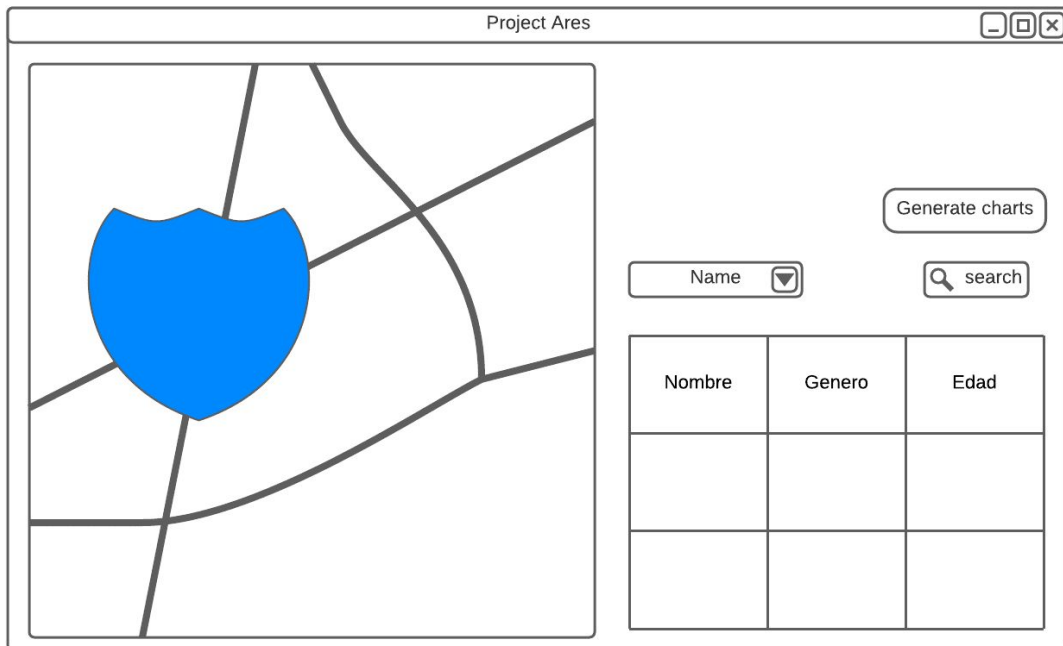 Project Ares
Generate charts
Name
search
Nombre
Genero
Edad